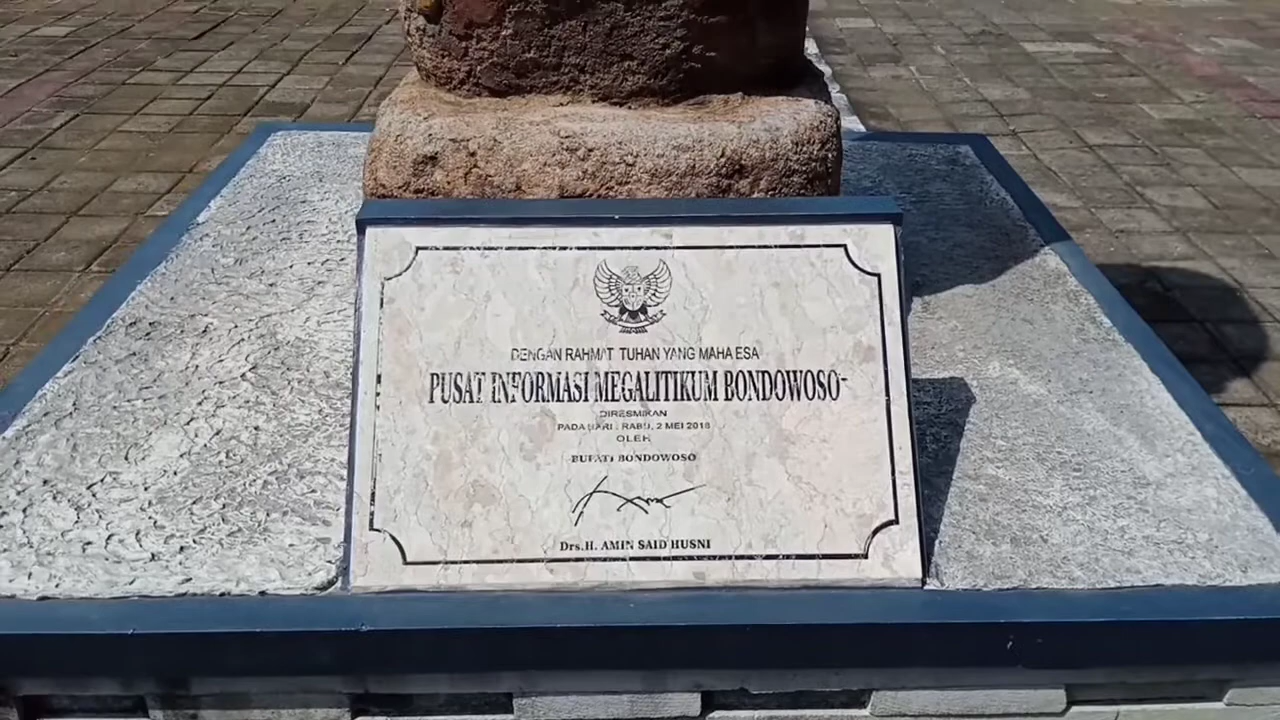 DENGAN RAHMAT TUHAN YANG MAHA ESA
PUSAT INFORMASI MEGALITIKUM BONDOWOSO
DIRESMIKAN
PADA HARI : RABU, 2 MEI 2018
OLEH
BUPATI BONDOWOSO
Drs.H. AMIN SAID HUSNI